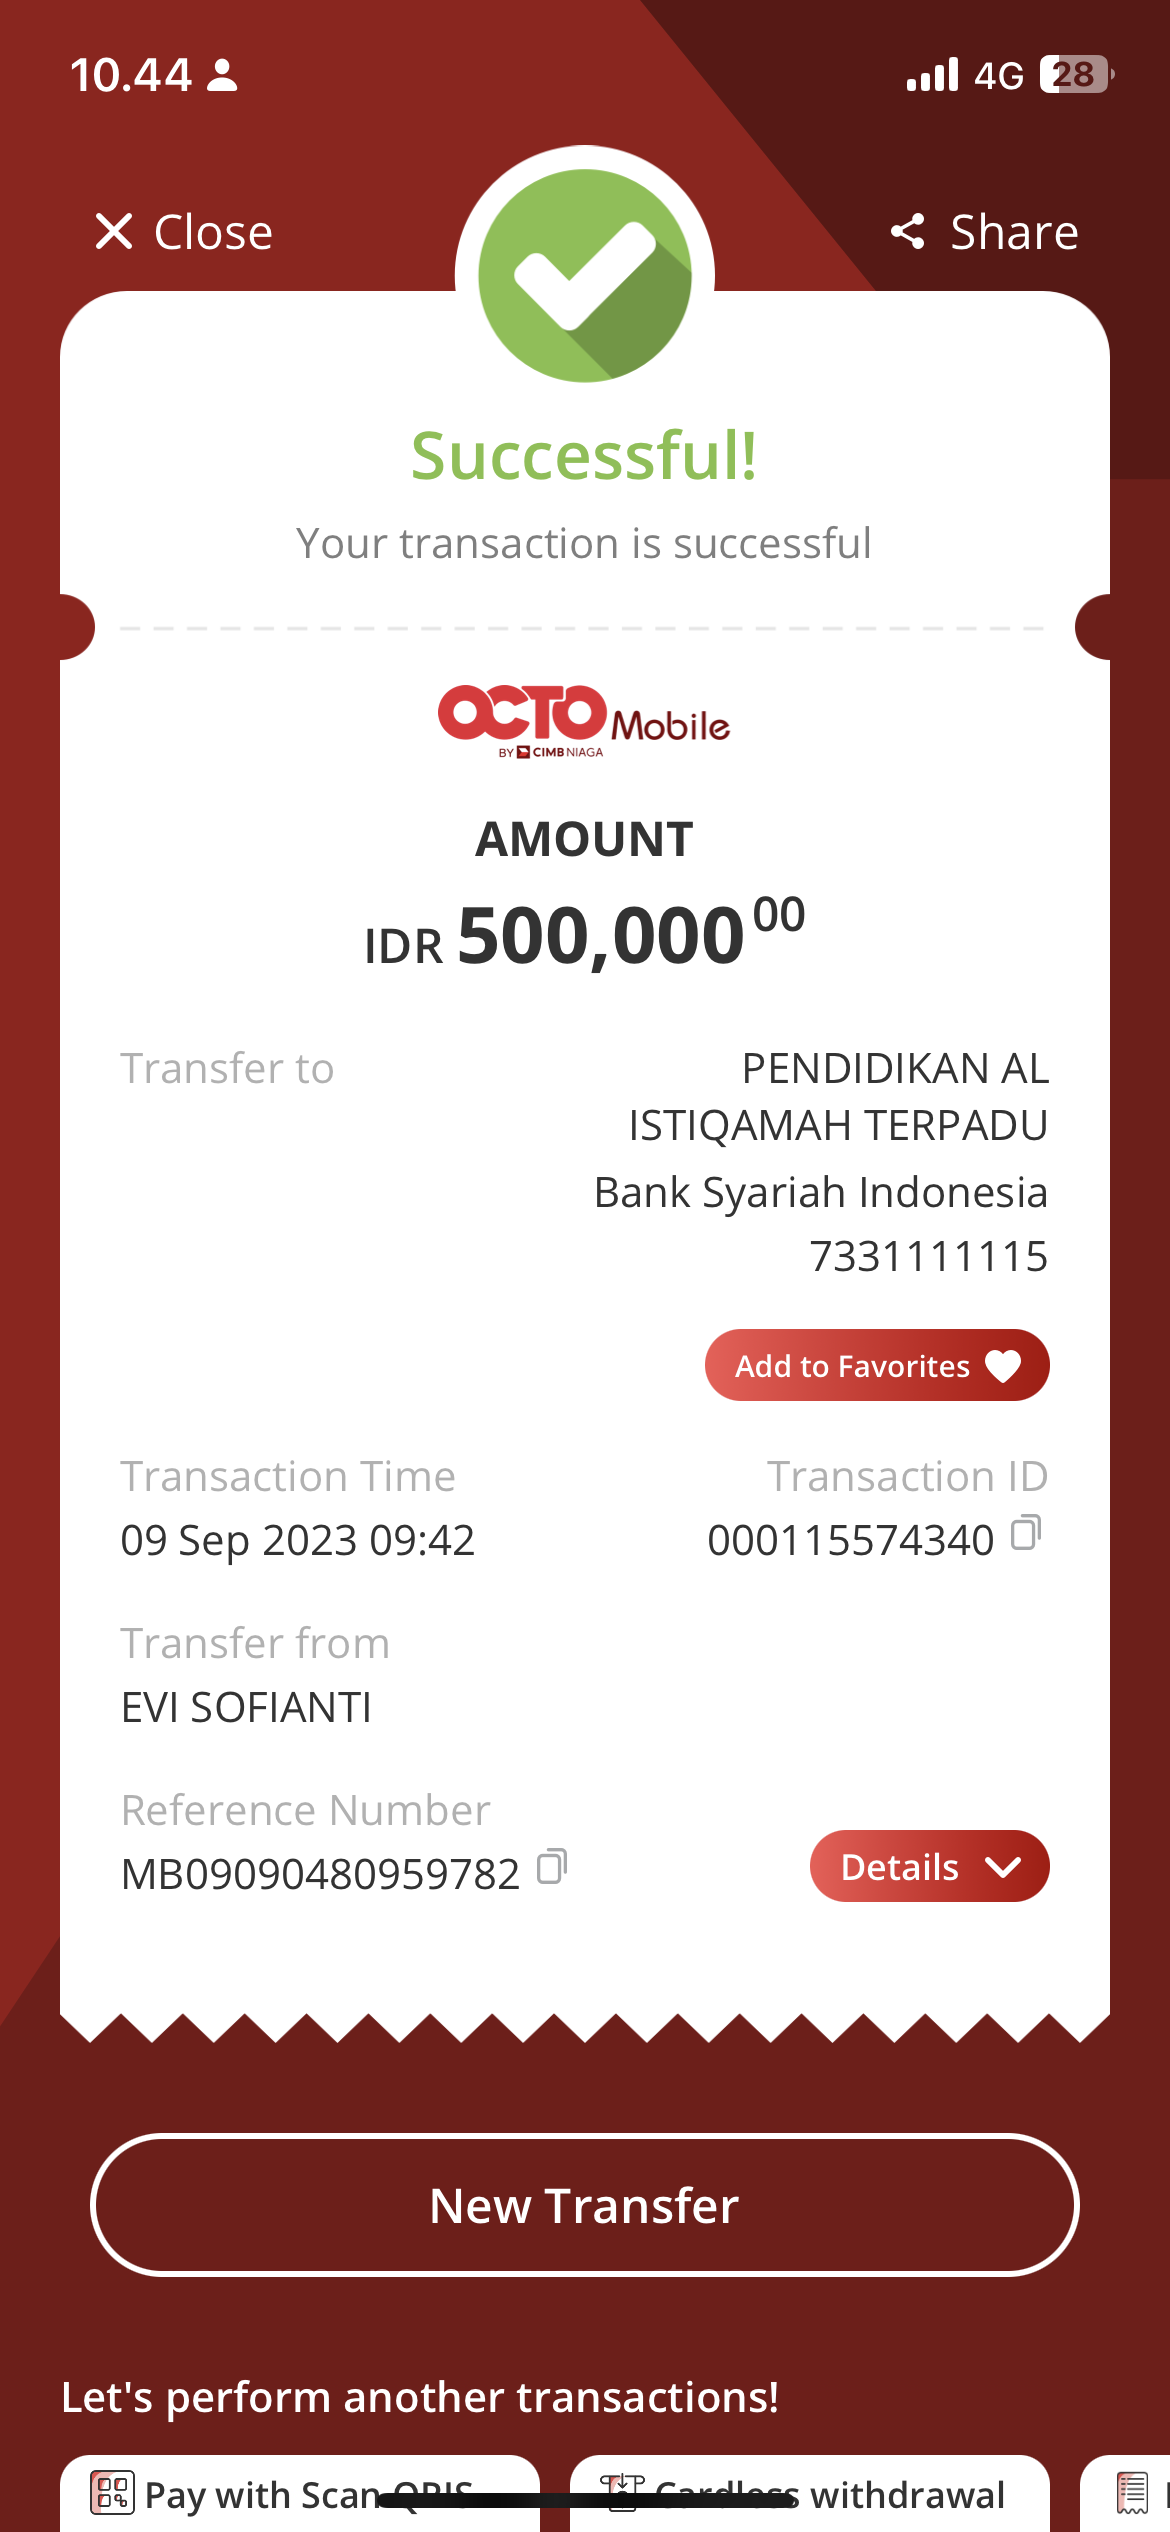 10.44
4G 28
Close
Share
Successful!
Your transaction is successful
OCTO Mobile
BY CIMB NIAGA
AMOUNT
IDR 500,000 00
Transfer to
PENDIDIKAN AL
ISTIQAMAH TERPADU
Bank Syariah Indonesia
7331111115
Add to Favorites
Transaction Time
Transaction ID
09 Sep 2023 09:42
000115574340
Transfer from
EVI SOFIANTI
Reference Number
MB09090480959782
Details
New Transfer
Let's perform another transactions!
Pay with Scan QRIS
Cardless withdrawal